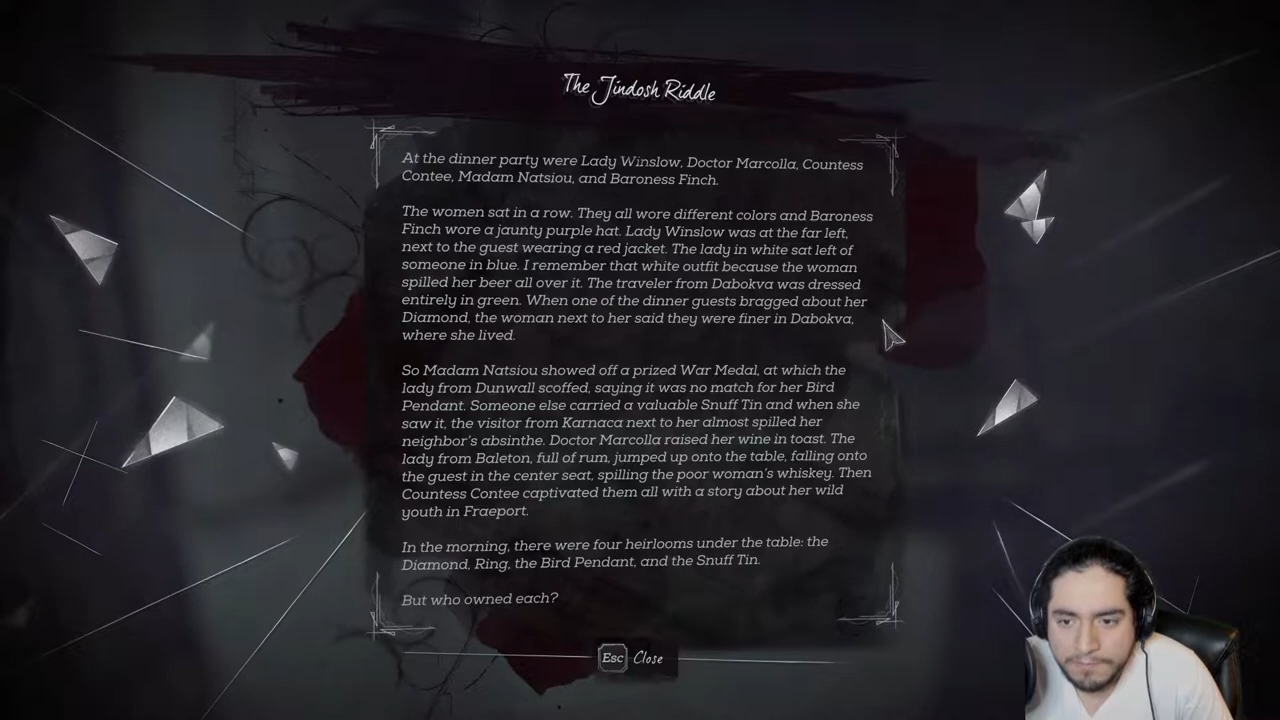 The Jindosh Riddle
At the dinner party were Lady Winslow, Doctor Marcolla, Countess
Contee, Madam Natsiou, and Baroness Finch.
The women sat in a row. They all wore different colors and Baroness
Finch wore a jaunty purple hat. Lady Winslow was at the far left,
next to the guest wearing a red jacket. The lady in white sat left of
someone in blue. I remember that white outfit because the woman
spilled her beer all over it. The traveler from Dabokva was dressed
entirely in green. When one of the dinner guests bragged about her
Diamond, the woman next to her said they were finer in Dabokva,
where she lived.
So Madam Natsiou showed off a prized War Medal, at which the
lady from Dunwall scoffed, saying it was no match for her Bird
Pendant. Someone else carried a valuable Snuff Tin and when she
saw it, the visitor from Karnaca next to her almost spilled her
neighbor's absinthe. Doctor Marcolla raised her wine in toast. The
lady from Baleton, full of rum, jumped up onto the table, falling onto
the guest in the center seat, spilling the poor woman's whiskey. Then
Countess Contee captivated them all with a story about her wild
youth in Fraeport.
In the morning, there were four heirlooms under the table: the
Diamond, Ring, the Bird Pendant, and the Snuff Tin.
But who owned each?
Esc Close